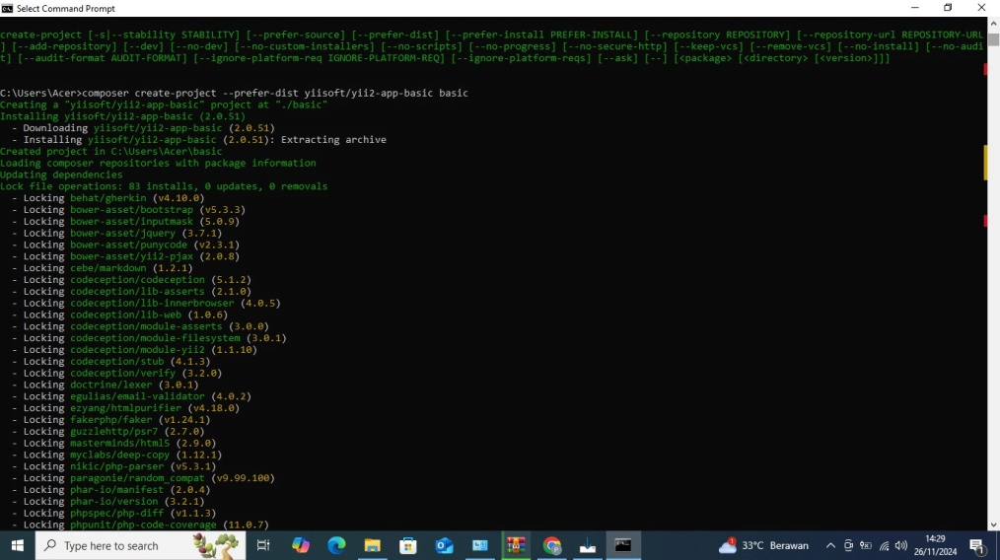 Select Command Prompt
create-project [-s|--stability STABILITY] [--prefer-source] [--prefer-dist] [--prefer-install PREFER-INSTALL] [--repository REPOSITORY] [--repository-url REPOSITORY-URL
] [--add-repository] [--dev] [--no-dev] [--no-custom-installers] [--no-scripts] [--no-progress] [--no-secure-http] [--keep-vcs] [--remove-vcs] [--no-install] [--no-audi
t] [--audit-format AUDIT-FORMAT] [--ignore-platform-req IGNORE-PLATFORM-REQ] [--ignore-platform-reqs] [--ask] [--] [<package> [<directory> [<version>]]]
C:\Users\Acer>composer create-project --prefer-dist yiisoft/yii2-app-basic basic
Creating a "yiisoft/yii2-app-basic" project at "./basic"
Installing yiisoft/yii2-app-basic (2.0.51)
- Downloading yiisoft/yii2-app-basic (2.0.51)
- Installing yiisoft/yii2-app-basic (2.0.51): Extracting archive
Created project in C:\Users\Acer\basic
Loading composer repositories with package information
Updating dependencies
Lock file operations: 83 installs, 0 updates, 0 removals
- Locking behat/gherkin (v4.10.0)
- Locking bower-asset/bootstrap (v5.3.3)
- Locking bower-asset/inputmask (5.0.9)
- Locking bower-asset/jquery (3.7.1)
- Locking bower-asset/punycode (v2.3.1)
- Locking bower-asset/yii2-pjax (2.0.8)
- Locking cebe/markdown (1.2.1)
- Locking codeception/codeception (5.1.2)
- Locking codeception/lib-asserts (2.1.0)
- Locking codeception/lib-innerbrowser (4.0.5)
- Locking codeception/lib-web (1.0.6)
- Locking codeception/module-asserts (3.0.0)
- Locking codeception/module-filesystem (3.0.1)
- Locking codeception/module-yii2 (1.1.10)
- Locking codeception/stub (4.1.3)
- Locking codeception/verify (3.2.0)
- Locking doctrine/lexer (3.0.1)
- Locking egulias/email-validator (4.0.2)
- Locking ezyang/htmlpurifier (v4.18.0)
- Locking fakerphp/faker (v1.24.1)
- Locking guzzlehttp/psr7 (2.7.0)
- Locking masterminds/html5 (2.9.0)
- Locking myclabs/deep-copy (1.12.1)
- Locking nikic/php-parser (v5.3.1)
- Locking paragonie/random_compat (v9.99.100)
- Locking phar-io/manifest (2.0.4)
- Locking phar-io/version (3.2.1)
- Locking phpspec/php-diff (v1.1.3)
- Locking phpunit/php-code-coverage (11.0.7)
Type here to search
33°C Berawan
14:29
26/11/2024
1